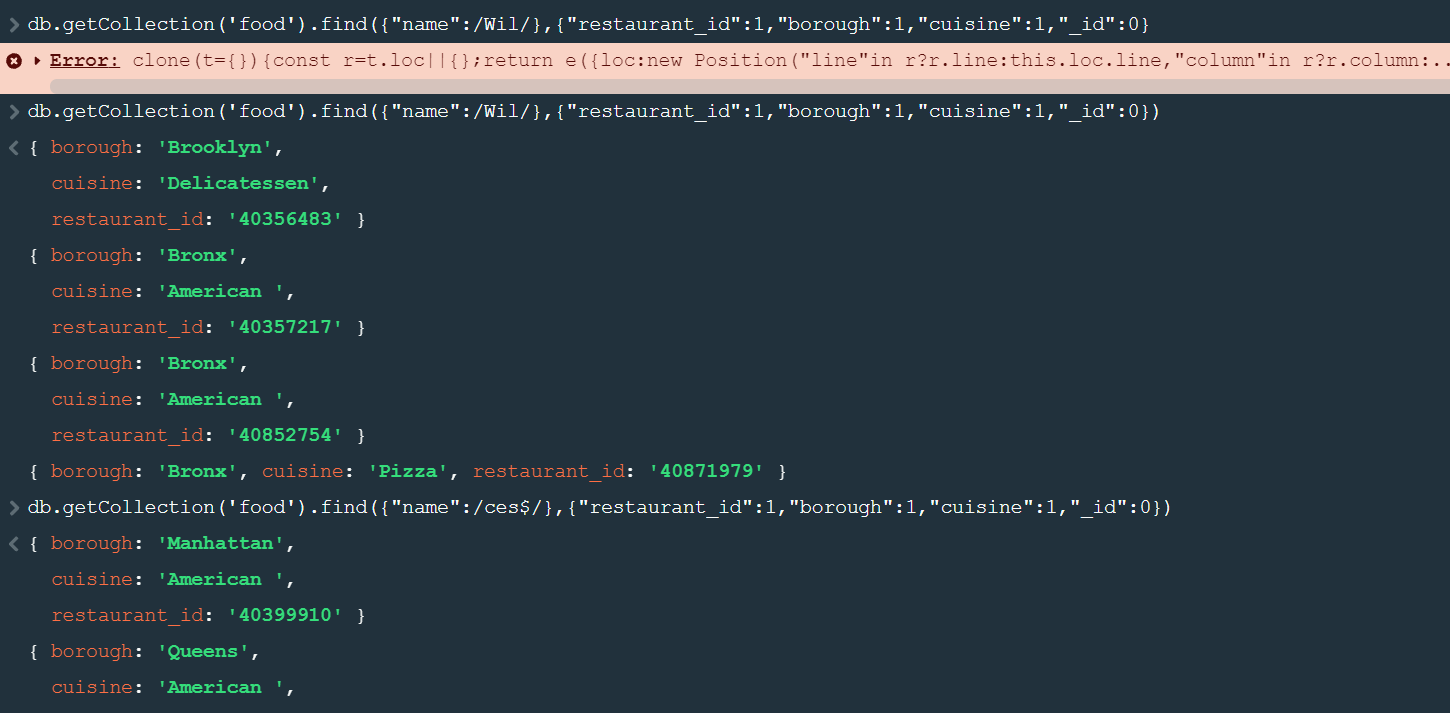 db.getCollection('food').find({"name":/Wil/},{"restaurant_id":1,"borough":1,"cuisine":1,"_id":0}
Error: clone(t={}){const r=t.loc||{};return e({loc:new Position("line"in r?r.line:this.loc.line,"column"in r?r.column:..
db.getCollection('food').find({"name":/Wil/},{"restaurant_id":1,"borough":1,"cuisine":1,"_id":0})
{ borough: 'Brooklyn',
cuisine: 'Delicatessen',
restaurant_id: '40356483' }
{ borough: 'Bronx',
cuisine: 'American ',
restaurant_id: '40357217' }
{ borough: 'Bronx',
cuisine: 'American ',
restaurant_id: '40852754' }
{ borough: 'Bronx', cuisine: 'Pizza', restaurant_id: '40871979' }
db.getCollection('food').find({"name":/ces$/},{"restaurant_id":1,"borough":1,"cuisine":1,"_id":0})
{ borough: 'Manhattan',
cuisine: 'American ',
restaurant_id: '40399910' }
{ borough: 'Queens',
cuisine: 'American ',